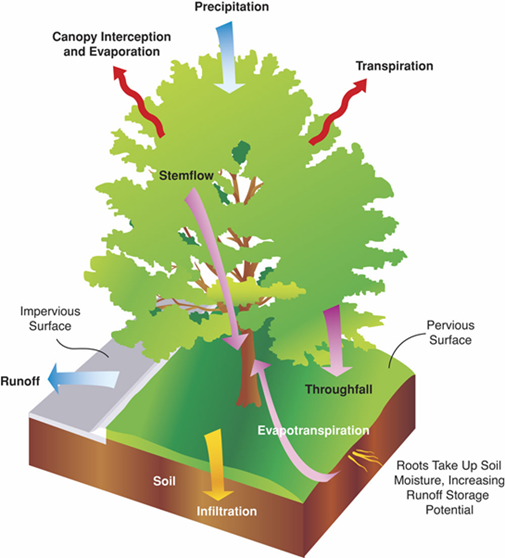 Precipitation
Canopy Interception
and Evaporation
Transpiration
Stemflow
Impervious
Surface
Pervious
Surface
Runoff
Throughfall
Evapotranspiration
Roots Take Up Soil
Moisture, Increasing
Runoff Storage
Potential
Soil
Infiltration